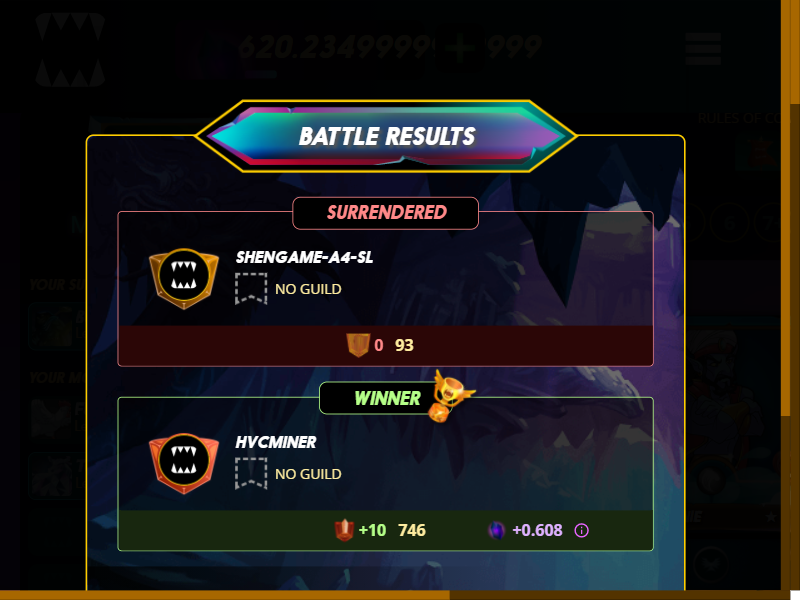 620.2349999 999
RULES OF CO
BATTLE RESULTS
SURRENDERED
SHENGAME-A4-SL
NO GUILD
0 93
WINNER
HVCMINER
NO GUILD
+10 746 +0.608